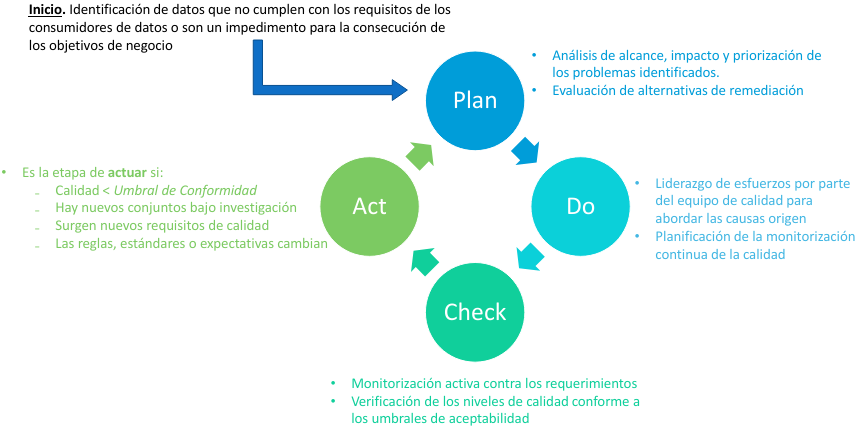 Inicio. Identificación de datos que no cumplen con los requisitos de los
consumidores de datos o son un impedimento para la consecución de
los objetivos de negocio
Plan
• Análisis de alcance, impacto y priorización de
los problemas identificados.
• Evaluación de alternativas de remediación
• Es la etapa de actuar si:
- Calidad < Umbral de Conformidad
- Hay nuevos conjuntos bajo investigación
- Surgen nuevos requisitos de calidad
- Las reglas, estándares o expectativas cambian
Act
Do
• Liderazgo de esfuerzos por parte
del equipo de calidad para
abordar las causas origen
• Planificación de la monitorización
continua de la calidad
Check
• Monitorización activa contra los requerimientos
• Verificación de los niveles de calidad conforme a
los umbrales de aceptabilidad